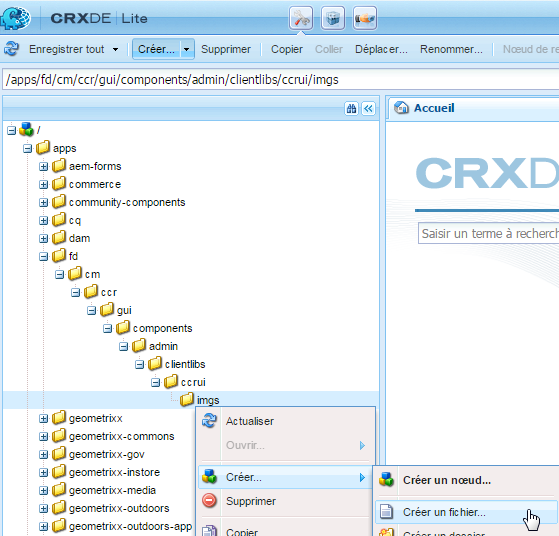 CRXDE | Lite
Enregistrer tout Créer... Supprimer Copier Coller Déplacer... Renommer... Nœud de re
/apps/fd/cm/ccr/gui/components/admin/clientlibs/ccrui/imgs
Accueil
/
apps
aem-forms
commerce
community-components
cq
dam
fd
cm
ccr
gui
components
admin
clientlibs
ccrui
imgs
geometrixx
geometrixx-commons
geometrixx-gov
geometrixx-instore
geometrixx-media
geometrixx-outdoors
geometrixx-outdoors-app
CRXD
Saisir un terme à recherch
Actualiser
Ouvrir...
Créer...
Supprimer
Copier
Créer un nœud...
Créer un fichier...
Créer un dossier